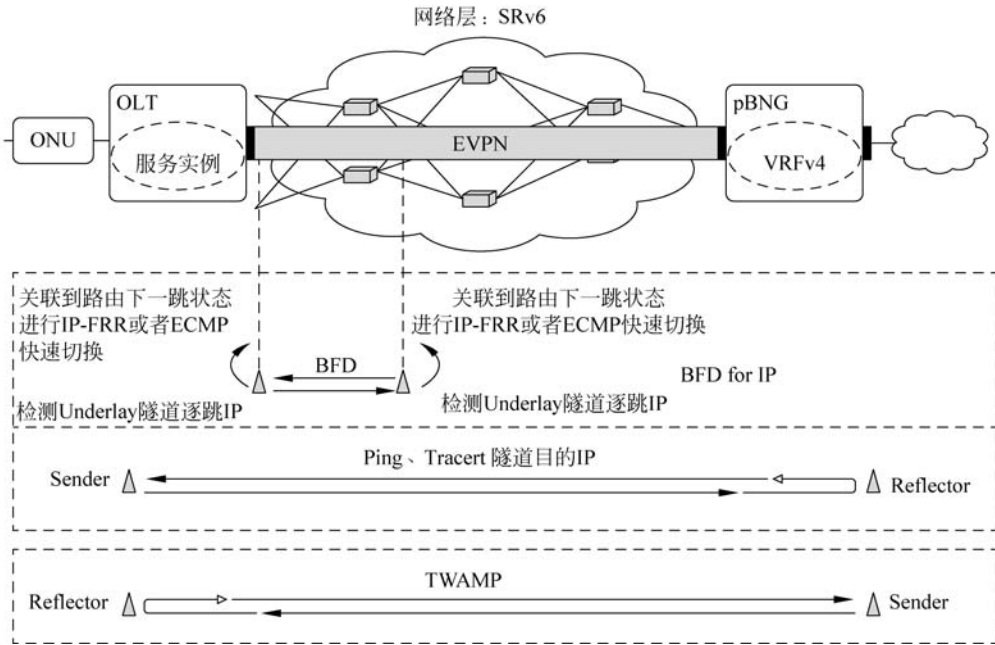 网络层：SRv6
OLT
pBNG
ONU
服务实例
EVPN
VRFv4
关联到路由下一跳状态
进行IP-FRR或者ECMP
快速切换
关联到路由下一跳状态
进行IP-FRR或者ECMP快速切换
BFD
BFD for IP
检测Underlay隧道逐跳IP
检测Underlay隧道逐跳IP
Ping、Tracert 隧道目的IP
Sender
Reflector
TWAMP
Reflector
Sender